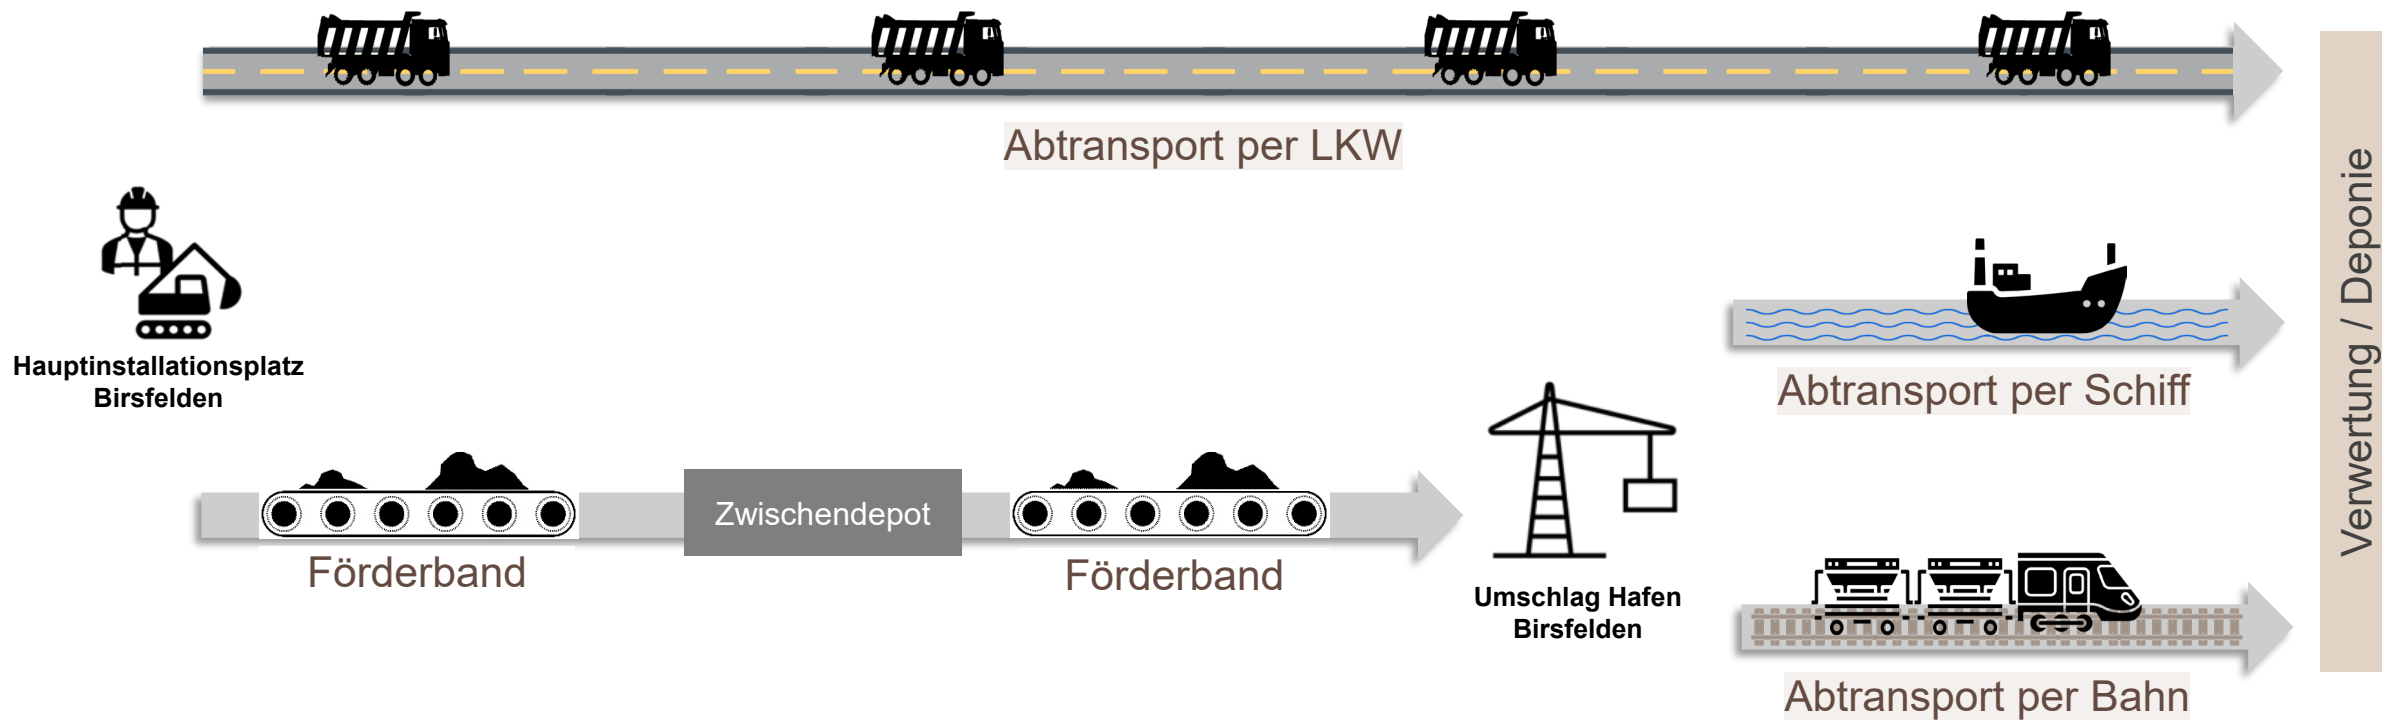 Abtransport per LKW
Hauptinstallationsplatz
Birsfelden
Abtransport per Schiff
Zwischendepot
Förderband
Förderband
Umschlag Hafen
Birsfelden
Abtransport per Bahn
Verwertung / Deponie